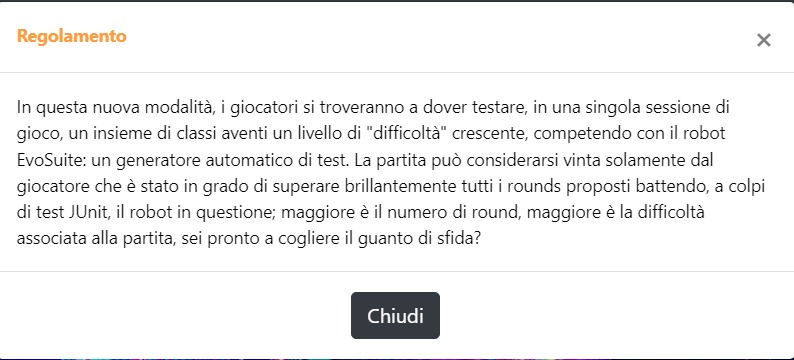 Regolamento
×
In questa nuova modalità, i giocatori si troveranno a dover testare, in una singola sessione di
gioco, un insieme di classi aventi un livello di "difficoltà" crescente, competendo con il robot
EvoSuite: un generatore automatico di test. La partita può considerarsi vinta solamente dal
giocatore che è stato in grado di superare brillantemente tutti i rounds proposti battendo, a colpi
di test JUnit, il robot in questione; maggiore è il numero di round, maggiore è la difficoltà
associata alla partita, sei pronto a cogliere il guanto di sfida?
Chiudi